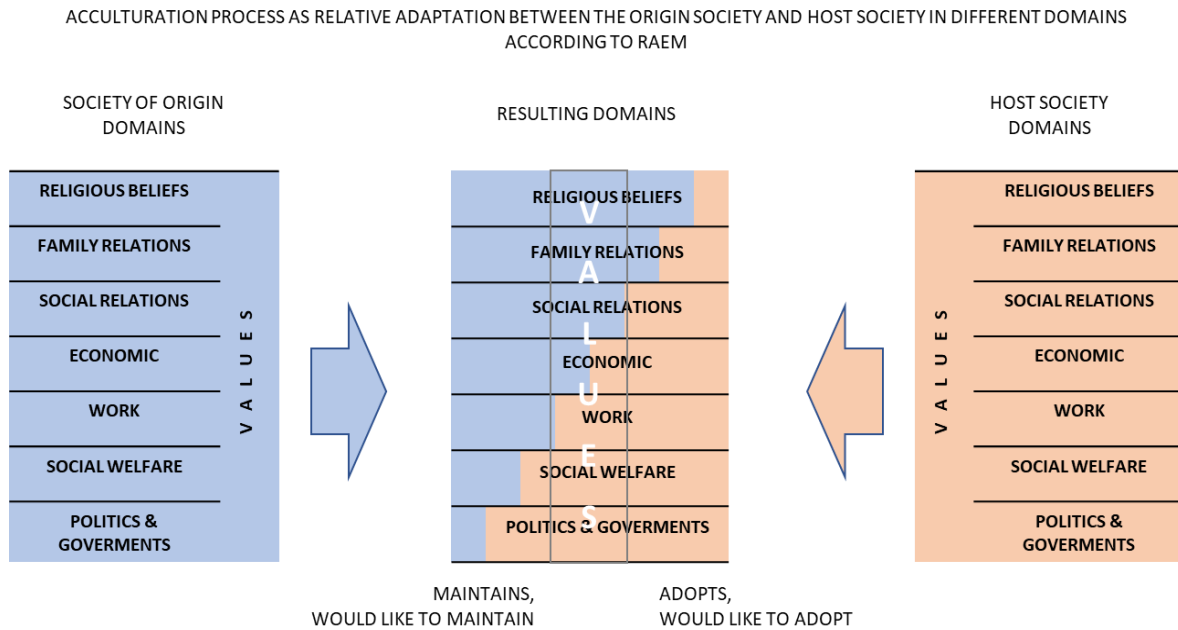 ACCULTURATION PROCESS AS RELATIVE ADAPTATION BETWEEN THE ORIGIN SOCIETY AND HOST SOCIETY IN DIFFERENT DOMAINS
ACCORDING TO RAEM
SOCIETY OF ORIGIN
DOMAINS
RELIGIOUS BELIEFS
FAMILY RELATIONS
SOCIAL RELATIONS
ECONOMIC
WORK
SOCIAL WELFARE
POLITICS &
GOVERMENTS
VALUES
RESULTING DOMAINS
RELIGIOUS BELIEFS
FAMILY RELATIONS
SOCIAL RELATIONS
ECONOMIC
WORK
SOCIAL WELFARE
POLITICS & GOVERMENTS
VALUES
MAINTAINS,
WOULD LIKE TO MAINTAIN
ADOPTS,
WOULD LIKE TO ADOPT
HOST SOCIETY
DOMAINS
VALUES
RELIGIOUS BELIEFS
FAMILY RELATIONS
SOCIAL RELATIONS
ECONOMIC
WORK
SOCIAL WELFARE
POLITICS &
GOVERMENTS